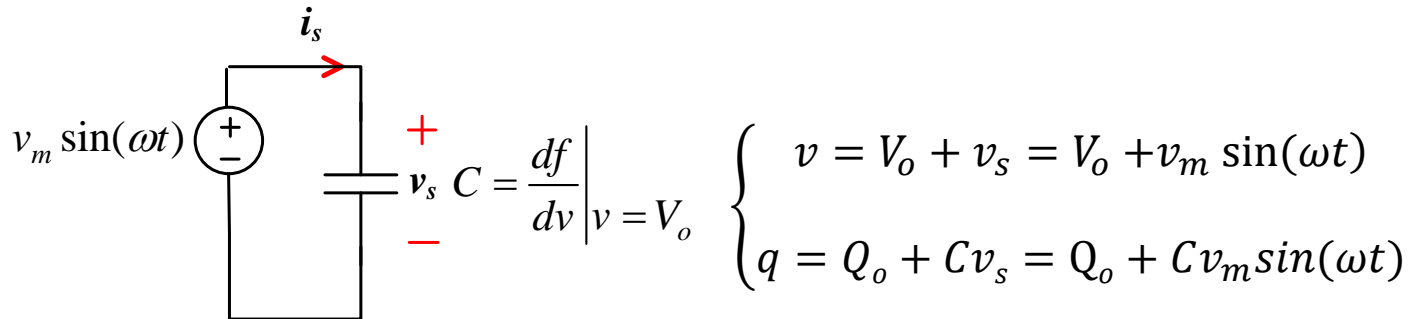 i_s
v_m sin(ωt)
+
−
+
v_s
−
C = df/dv | v = V_o
v = V_o + v_s = V_o +v_m sin(ωt)
q = Q_o + Cv_s = Q_o + Cv_m sin(ωt)